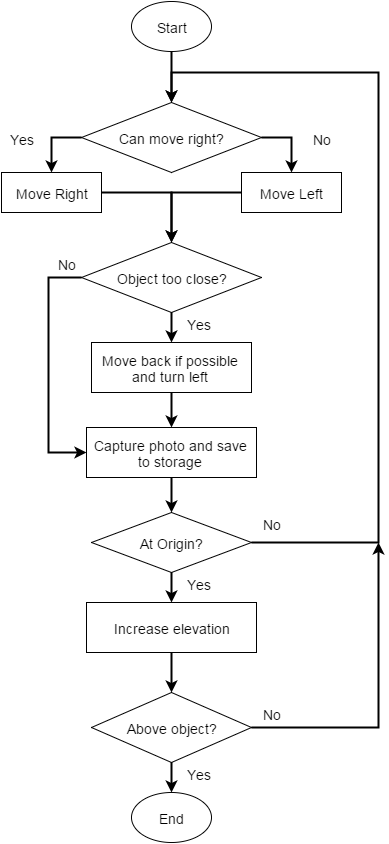 Start
Can move right?
Yes
No
Move Right
Move Left
Object too close?
No
Yes
Move back if possible
and turn left
Capture photo and save
to storage
At Origin?
No
Yes
Increase elevation
Above object?
No
Yes
End